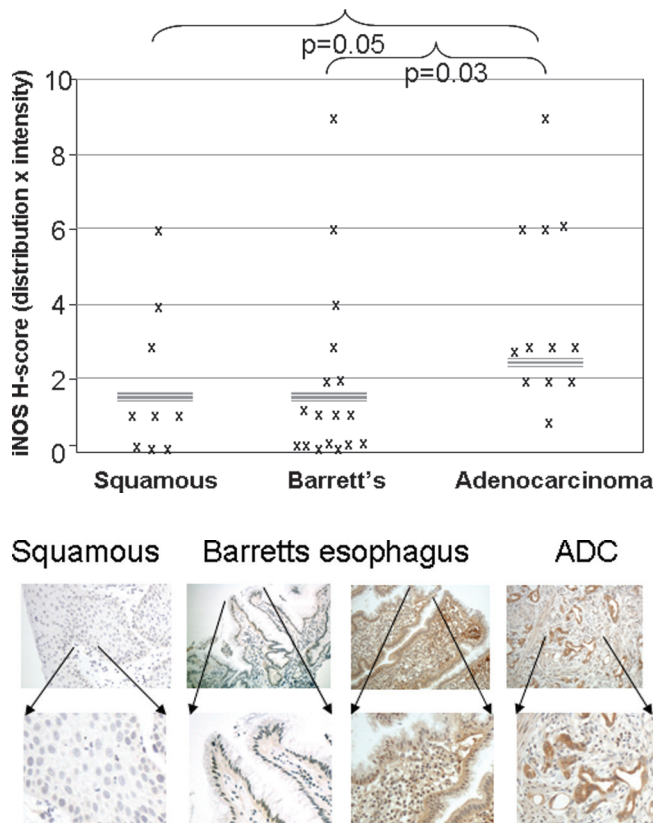 p=0.05
p=0.03
iNOS H-score (distribution x intensity)
10
8
6
4
2
0
Squamous Barrett's Adenocarcinoma
Squamous Barretts esophagus ADC